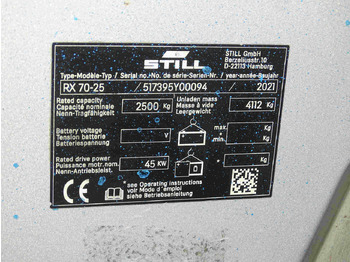 STILL
STILL GmbH
Berzeliusstr.10
D-22113 Hamburg
Type-Modèle-Typ / Serial no.-No. de série-Serien-Nr. / year-année-Baujahr
RX 70-25 / 517395Y00094 / 2021
Rated capacity
Capacité nominale 2500 Kg
Nenn-Tragfähigkeit
Unladen mass
Masse à vide 4112 Kg
Leergewicht
Battery voltage
Tension batterie V
Batteriespannung
max. Kg
min. Kg
Rated drive power
Puissance mot. nom. 45 KW
Nenn-Antriebsleist.
CE
see Operating instructions
voir Mode d'emploi
siehe Betriebsanleitung